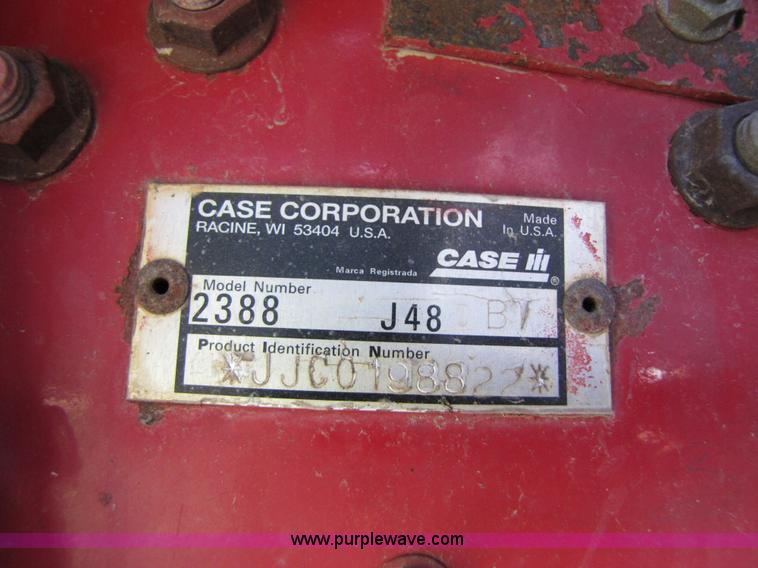 CASE CORPORATION
RACINE, WI 53404 U.S.A.
Made
In U.S.A.
CASE IH
®
Marca Registrada
Model Number
2388 J48
Product Identification Number
*JJC0198822*
www.purplewave.com